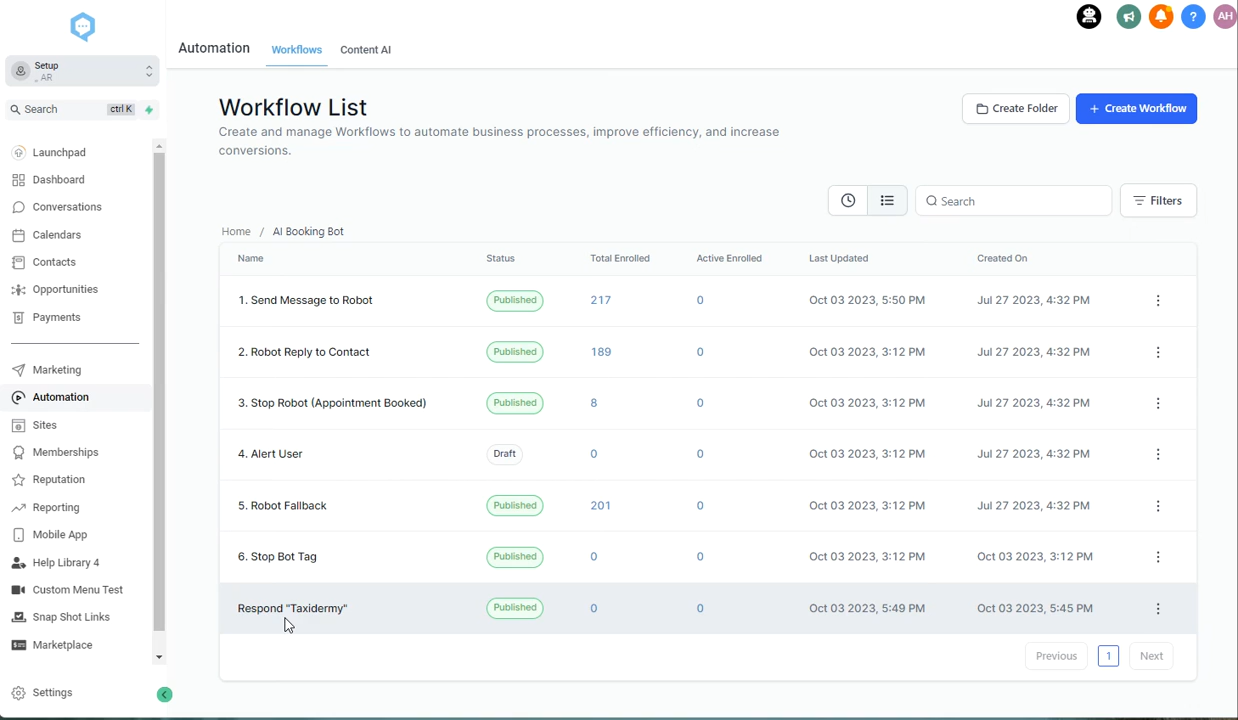 Automation
Workflows
Content AI
?
AH
Setup
, AR
Search
ctrl K
Launchpad
Dashboard
Conversations
Calendars
Contacts
Opportunities
Payments
Marketing
Automation
Sites
Memberships
Reputation
Reporting
Mobile App
Help Library 4
Custom Menu Test
Snap Shot Links
Marketplace
Settings
Workflow List
Create and manage Workflows to automate business processes, improve efficiency, and increase
conversions.
Create Folder
+ Create Workflow
Search
Filters
Home / AI Booking Bot
Name Status Total Enrolled Active Enrolled Last Updated Created On
1. Send Message to Robot Published 217 0 Oct 03 2023, 5:50 PM Jul 27 2023, 4:32 PM
2. Robot Reply to Contact Published 189 0 Oct 03 2023, 3:12 PM Jul 27 2023, 4:32 PM
3. Stop Robot (Appointment Booked) Published 8 0 Oct 03 2023, 3:12 PM Jul 27 2023, 4:32 PM
4. Alert User Draft 0 0 Oct 03 2023, 3:12 PM Jul 27 2023, 4:32 PM
5. Robot Fallback Published 201 0 Oct 03 2023, 3:12 PM Jul 27 2023, 4:32 PM
6. Stop Bot Tag Published 0 0 Oct 03 2023, 3:12 PM Oct 03 2023, 3:12 PM
Respond "Taxidermy" Published 0 0 Oct 03 2023, 5:49 PM Oct 03 2023, 5:45 PM
Previous 1 Next